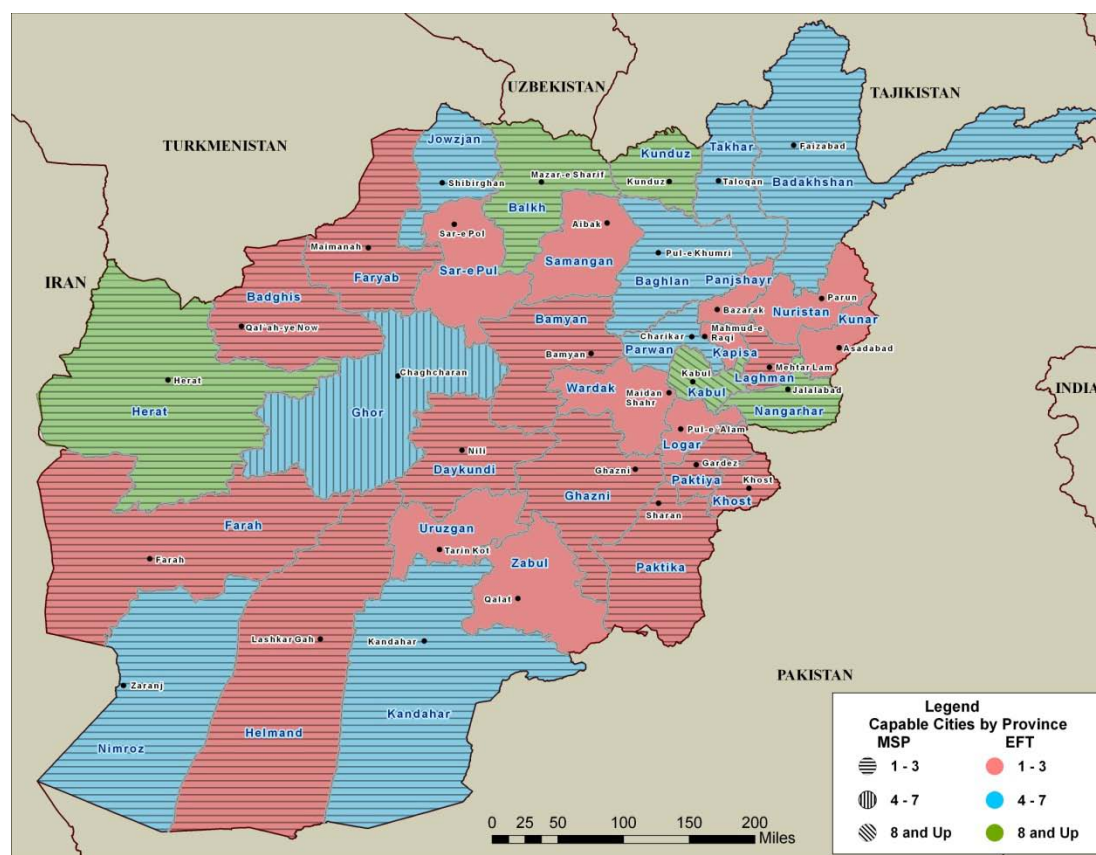 UZBEKISTAN
TAJIKISTAN
TURKMENISTAN
Jowzjan
Kunduz
Takhar
Faizabad
Shibirghan
Mazar-e Sharif
Kunduz
Taloqan
Badakhshan
Balkh
Sar-e Pol
Aibak
Maimanah
Pul-e Khumri
Samangan
Sar-e Pul
Faryab
Baghlan
Panjshayr
IRAN
Badghis
Parun
Nuristan
Bazarak
Bamyan
Kunar
Qal'ah-ye Now
Charikar
Mahmud-e
Raqi
Asadabad
Parwan
Kapisa
Bamyan
Mehtar Lam
Kabul
Laghman
Chaghcharan
Herat
Wardak
Maidan
Shahr
Kabul
Jalalabad
INDIA
Herat
Ghor
Nangarhar
Pul-e-'Alam
Logar
Nili
Daykundi
Ghazni
Gardez
Paktiya
Khost
Ghazni
Khost
Sharan
Farah
Uruzgan
Tarin Kot
Farah
Zabul
Paktika
Qalat
Lashkar Gah
Kandahar
PAKISTAN
Zaranj
Kandahar
Helmand
Nimroz
Legend
Capable Cities by Province
MSP EFT
1 - 3 1 - 3
4 - 7 4 - 7
8 and Up 8 and Up
0 25 50 100 150 200
Miles